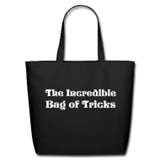 The Incredible
Bag of Tricks